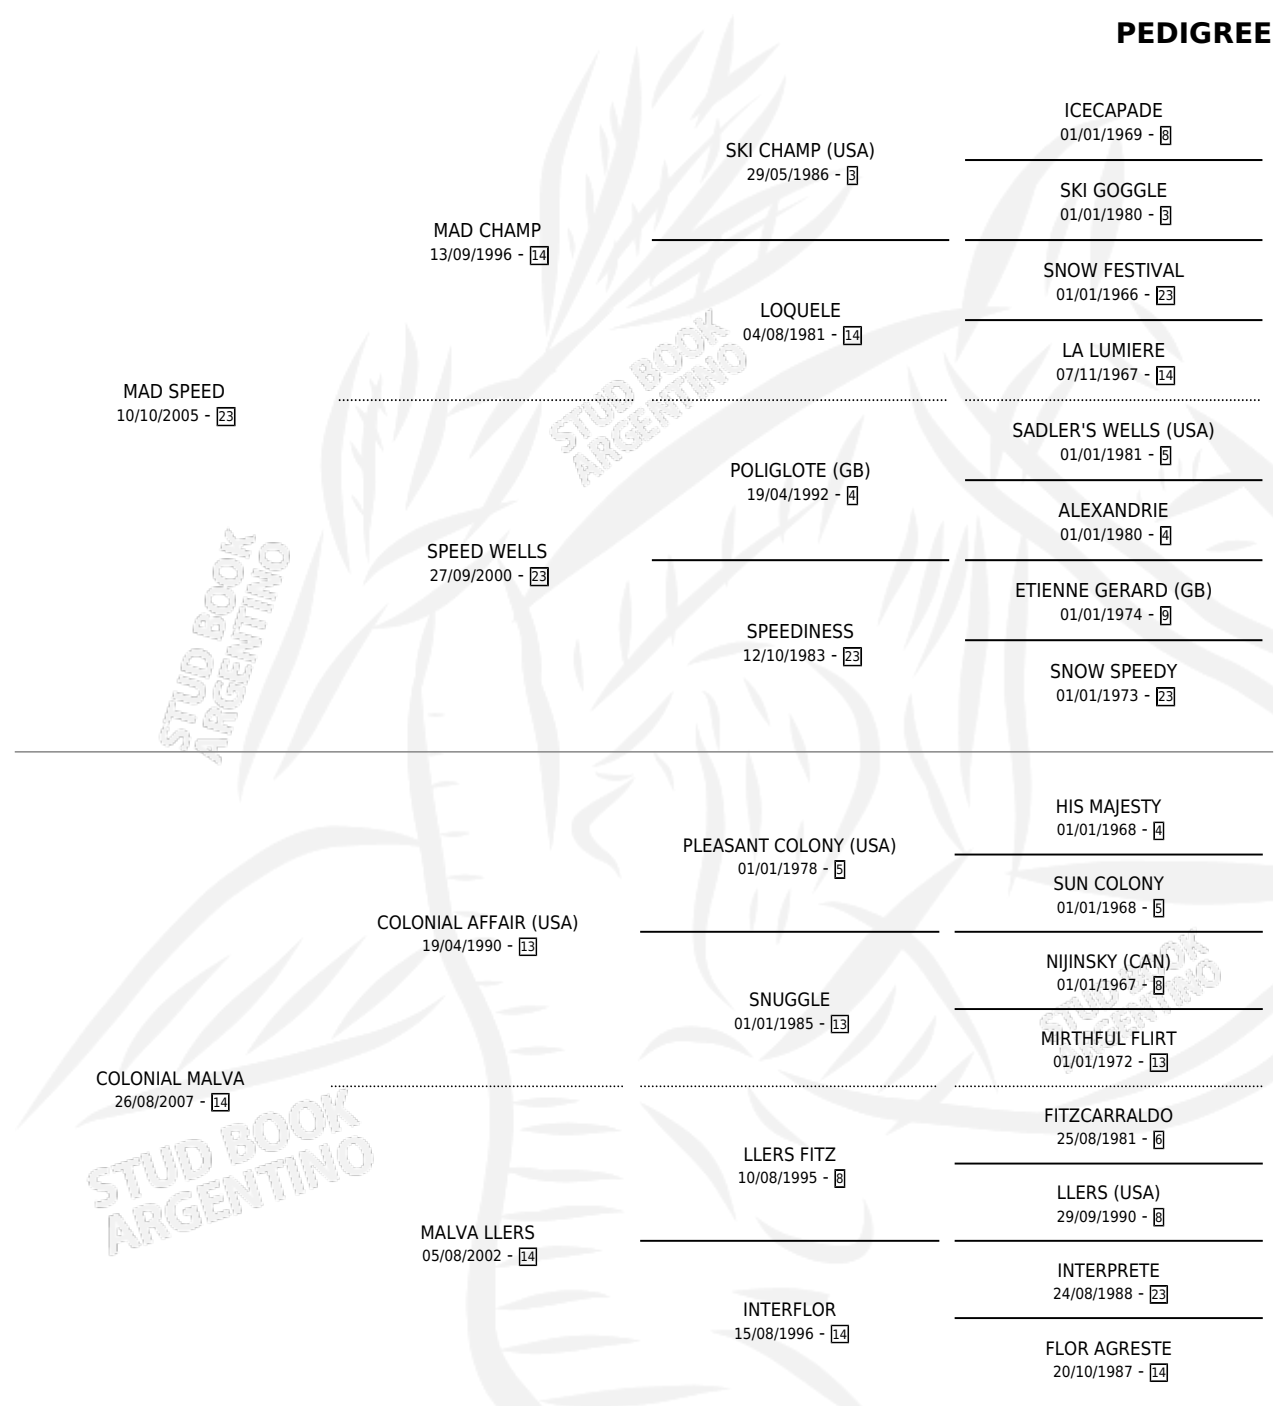 PEDIGREE
ICECAPADE
01/01/1969 - 8
SKI CHAMP (USA)
29/05/1986 - 3
SKI GOGGLE
01/01/1980 - 3
MAD CHAMP
13/09/1996 - 14
SNOW FESTIVAL
01/01/1966 - 23
LOQUELE
04/08/1981 - 14
LA LUMIERE
07/11/1967 - 14
MAD SPEED
10/10/2005 - 23
SADLER'S WELLS (USA)
01/01/1981 - 5
POLIGLOTE (GB)
19/04/1992 - 4
ALEXANDRIE
01/01/1980 - 4
SPEED WELLS
27/09/2000 - 23
ETIENNE GERARD (GB)
01/01/1974 - 9
SPEEDINESS
12/10/1983 - 23
SNOW SPEEDY
01/01/1973 - 23
HIS MAJESTY
01/01/1968 - 4
PLEASANT COLONY (USA)
01/01/1978 - 5
SUN COLONY
01/01/1968 - 5
COLONIAL AFFAIR (USA)
19/04/1990 - 13
NIJINSKY (CAN)
01/01/1967 - 8
SNUGGLE
01/01/1985 - 13
MIRTHFUL FLIRT
01/01/1972 - 13
COLONIAL MALVA
26/08/2007 - 14
FITZCARRALDO
25/08/1981 - 6
LLERS FITZ
10/08/1995 - 8
LLERS (USA)
29/09/1990 - 8
MALVA LLERS
05/08/2002 - 14
INTERPRETE
24/08/1988 - 23
INTERFLOR
15/08/1996 - 14
FLOR AGRESTE
20/10/1987 - 14
STUD BOOK
ARGENTINO
STUD BOOK
ARGENTINO
STUD BOOK
ARGENTINO
STUD BOOK
ARGENTINO